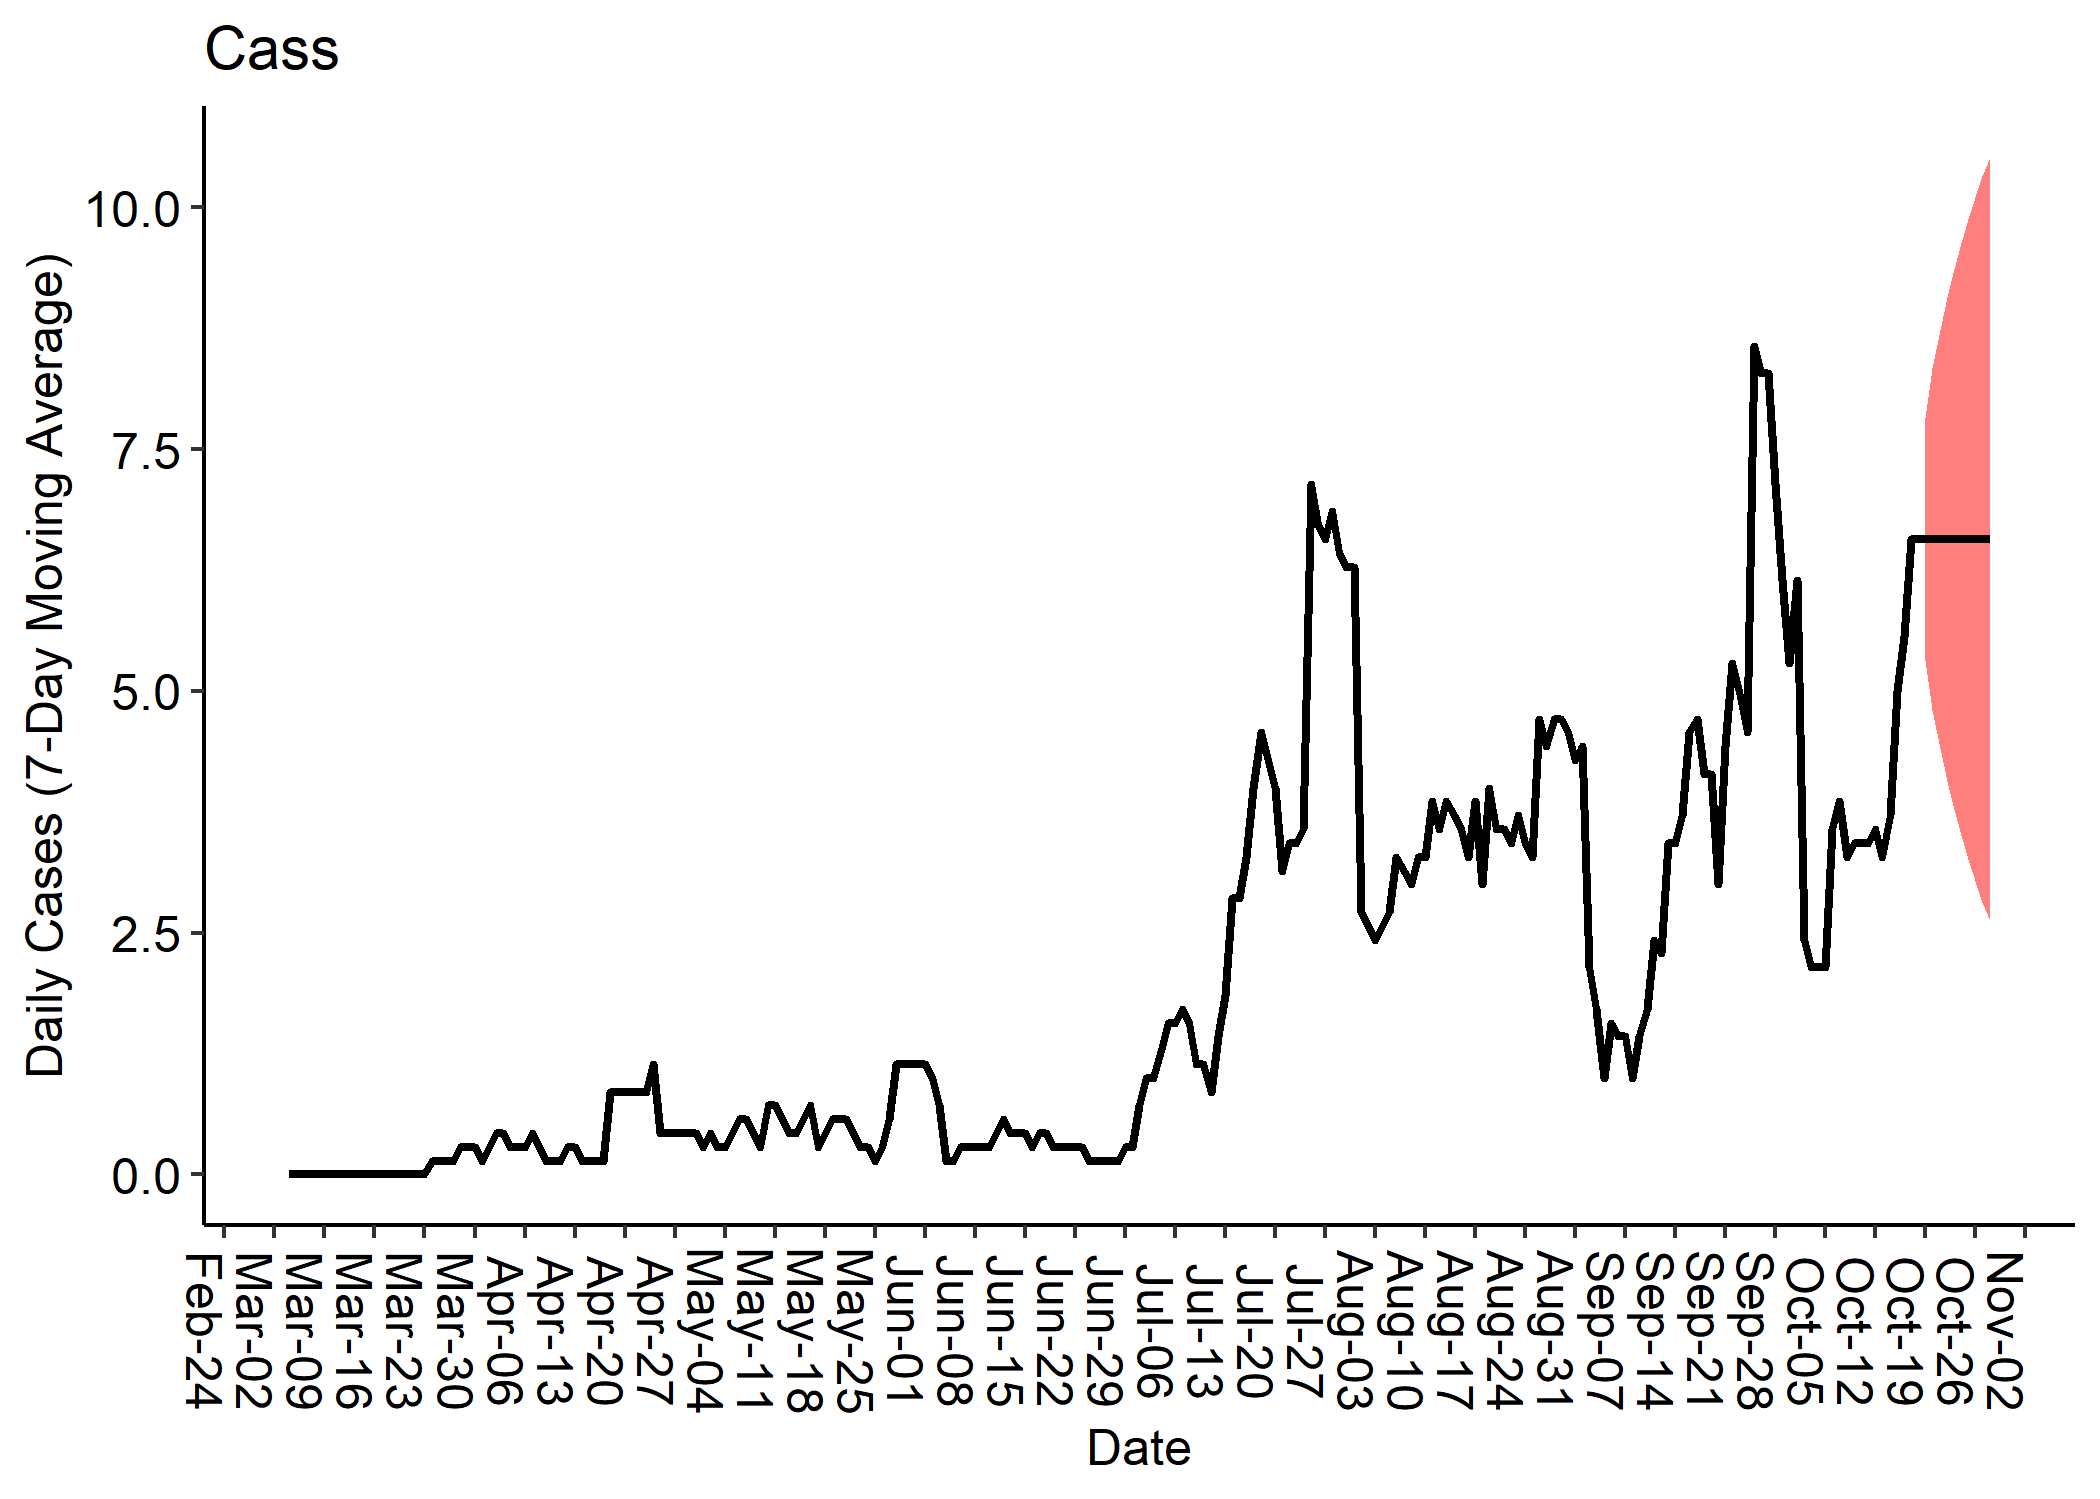 Cass
Daily Cases (7-Day Moving Average)
10.0
7.5
5.0
2.5
0.0
Feb-24
Mar-02
Mar-09
Mar-16
Mar-23
Mar-30
Apr-06
Apr-13
Apr-20
Apr-27
May-04
May-11
May-18
May-25
Jun-01
Jun-08
Jun-15
Jun-22
Jun-29
Jul-06
Jul-13
Jul-20
Jul-27
Aug-03
Aug-10
Aug-17
Aug-24
Aug-31
Sep-07
Sep-14
Sep-21
Sep-28
Oct-05
Oct-12
Oct-19
Oct-26
Nov-02
Date